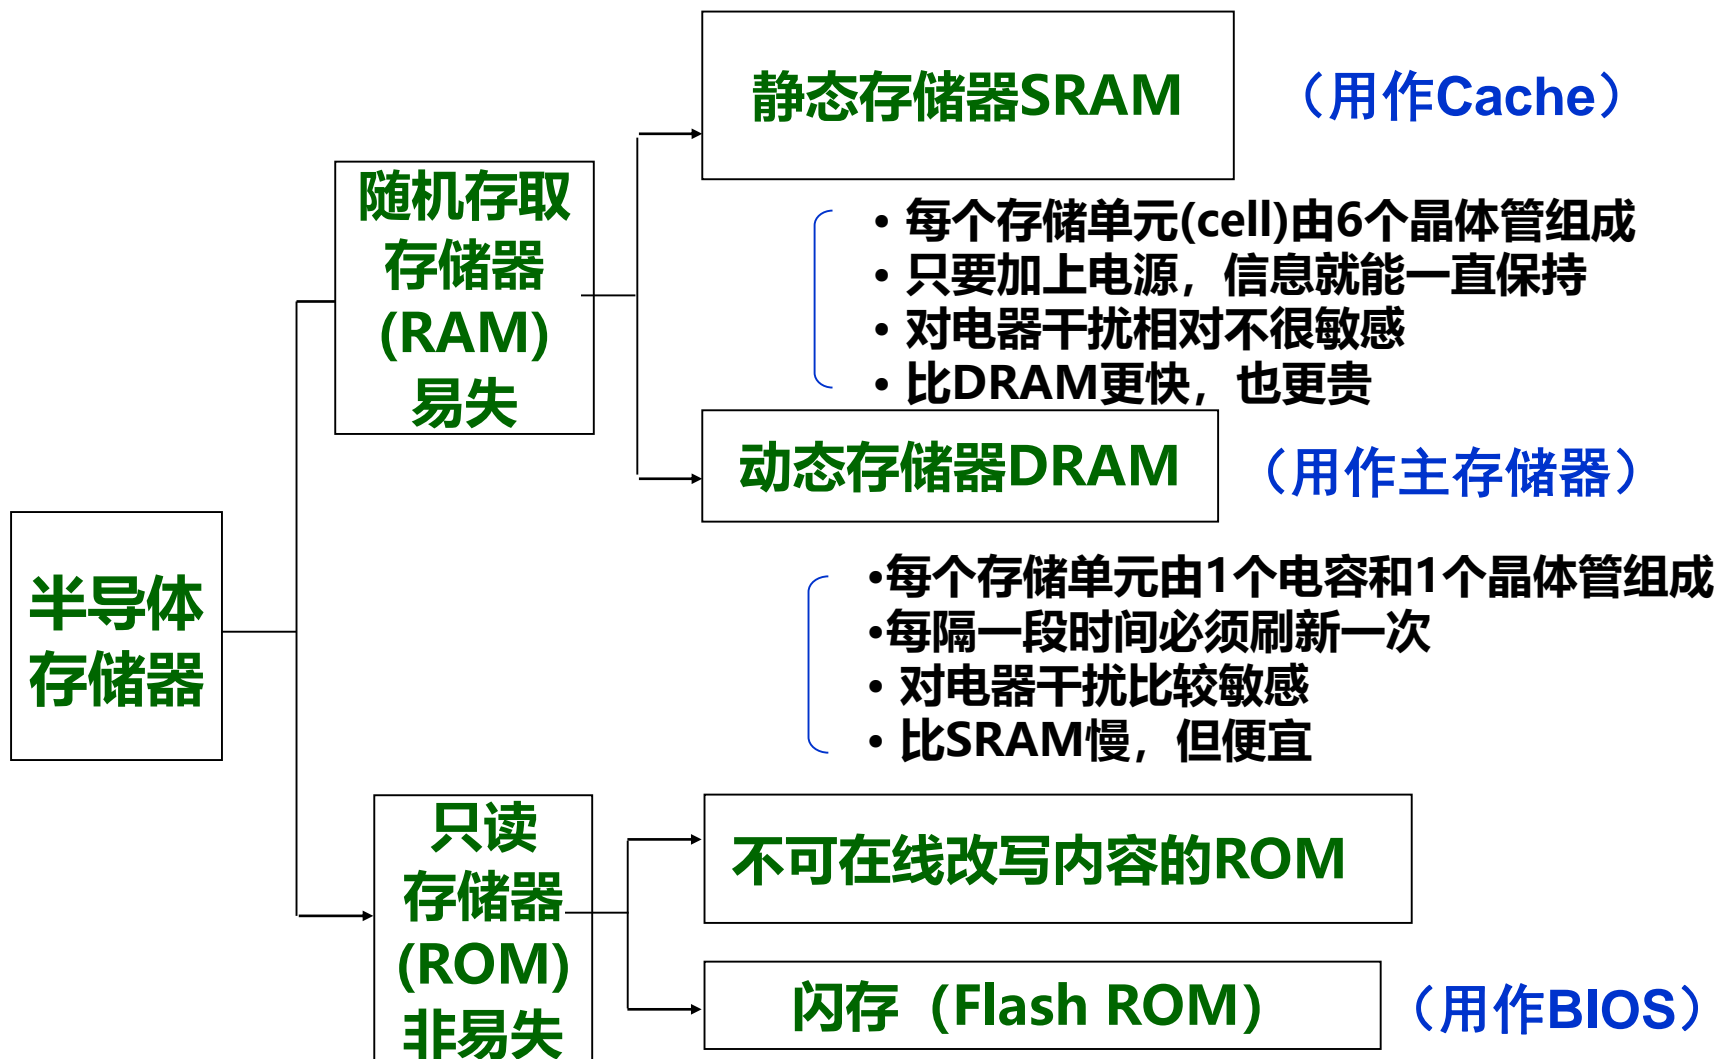 静态存储器SRAM
（用作Cache）
随机存取
存储器
(RAM)
易失
• 每个存储单元(cell)由6个晶体管组成
• 只要加上电源，信息就能一直保持
• 对电器干扰相对不很敏感
• 比DRAM更快，也更贵
动态存储器DRAM
（用作主存储器）
半导体
存储器
•每个存储单元由1个电容和1个晶体管组成
•每隔一段时间必须刷新一次
• 对电器干扰比较敏感
• 比SRAM慢，但便宜
只读
存储器
(ROM)
非易失
不可在线改写内容的ROM
闪存（Flash ROM）
（用作BIOS）